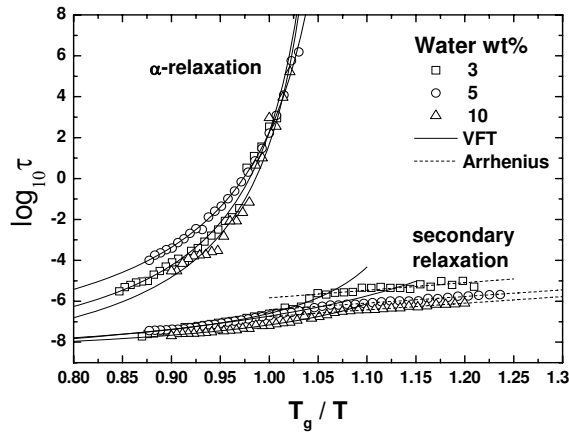 8
6
4
2
0
-2
-4
-6
-8
log₁₀ τ
α-relaxation
Water wt%
3
5
10
VFT
Arrhenius
secondary
relaxation
0.80 0.85 0.90 0.95 1.00 1.05 1.10 1.15 1.20 1.25 1.3
T_g / T